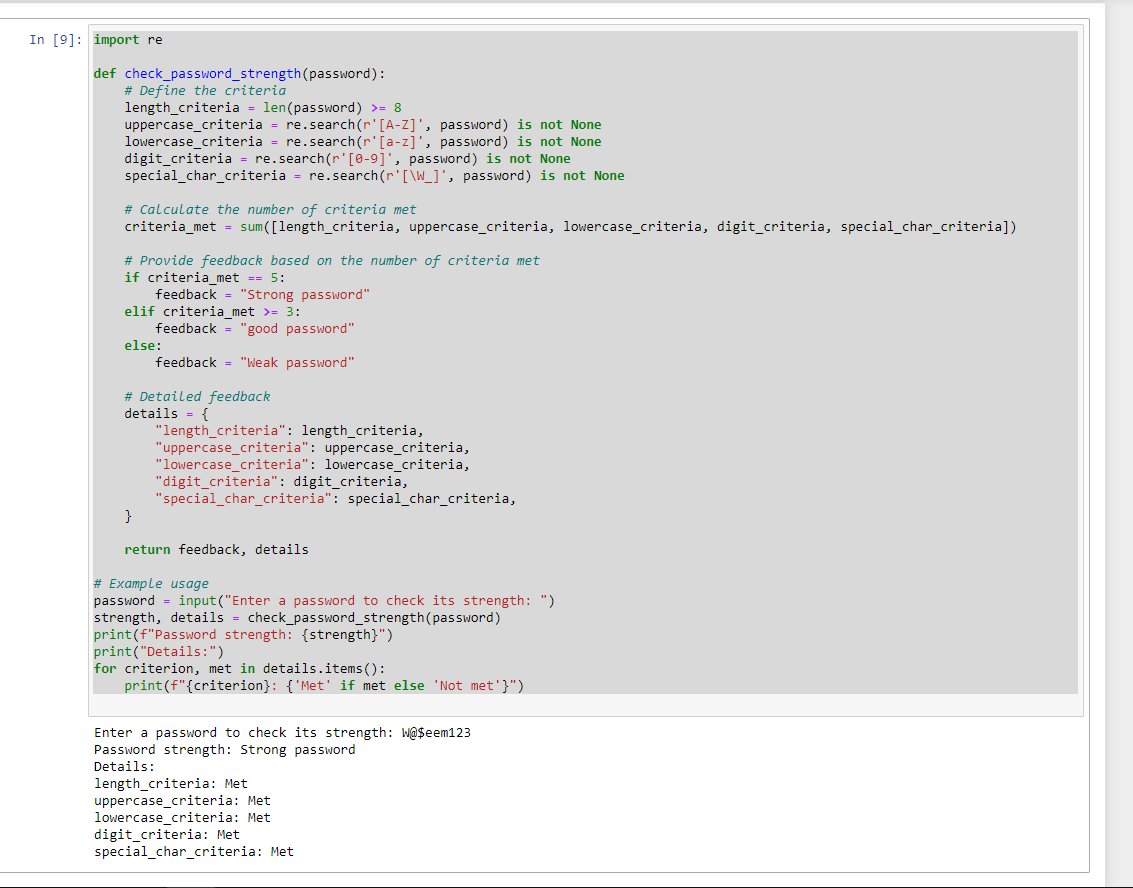 In [9]: import re
def check_password_strength(password):
    # Define the criteria
    length_criteria = len(password) >= 8
    uppercase_criteria = re.search(r'[A-Z]', password) is not None
    lowercase_criteria = re.search(r'[a-z]', password) is not None
    digit_criteria = re.search(r'[0-9]', password) is not None
    special_char_criteria = re.search(r'[\W_]', password) is not None
    # Calculate the number of criteria met
    criteria_met = sum([length_criteria, uppercase_criteria, lowercase_criteria, digit_criteria, special_char_criteria])
    # Provide feedback based on the number of criteria met
    if criteria_met == 5:
        feedback = "Strong password"
    elif criteria_met >= 3:
        feedback = "good password"
    else:
        feedback = "Weak password"
    # Detailed feedback
    details = {
        "length_criteria": length_criteria,
        "uppercase_criteria": uppercase_criteria,
        "lowercase_criteria": lowercase_criteria,
        "digit_criteria": digit_criteria,
        "special_char_criteria": special_char_criteria,
    }
    return feedback, details
# Example usage
password = input("Enter a password to check its strength: ")
strength, details = check_password_strength(password)
print(f"Password strength: {strength}")
print("Details:")
for criterion, met in details.items():
    print(f"{criterion}: {'Met' if met else 'Not met'}")
Enter a password to check its strength: W@$eem123
Password strength: Strong password
Details:
length_criteria: Met
uppercase_criteria: Met
lowercase_criteria: Met
digit_criteria: Met
special_char_criteria: Met